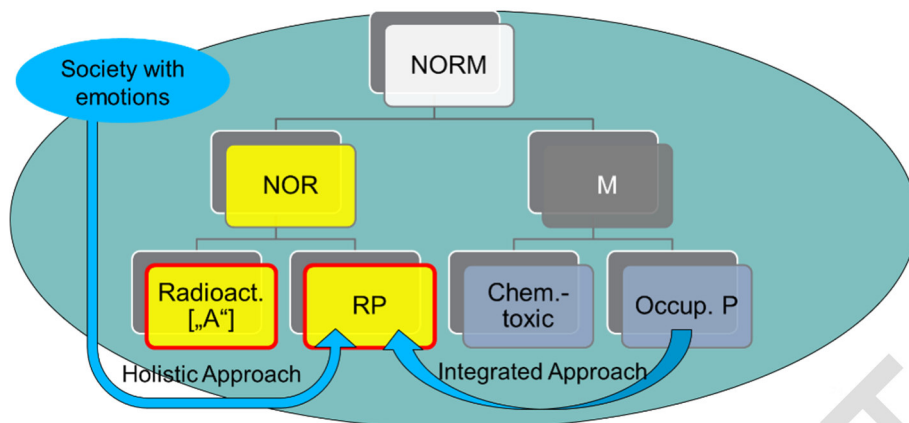 NORM
Society with
emotions
NOR
M
Radioact.
[„A“]
RP
Chem.-
toxic
Occup. P
Holistic Approach
Integrated Approach